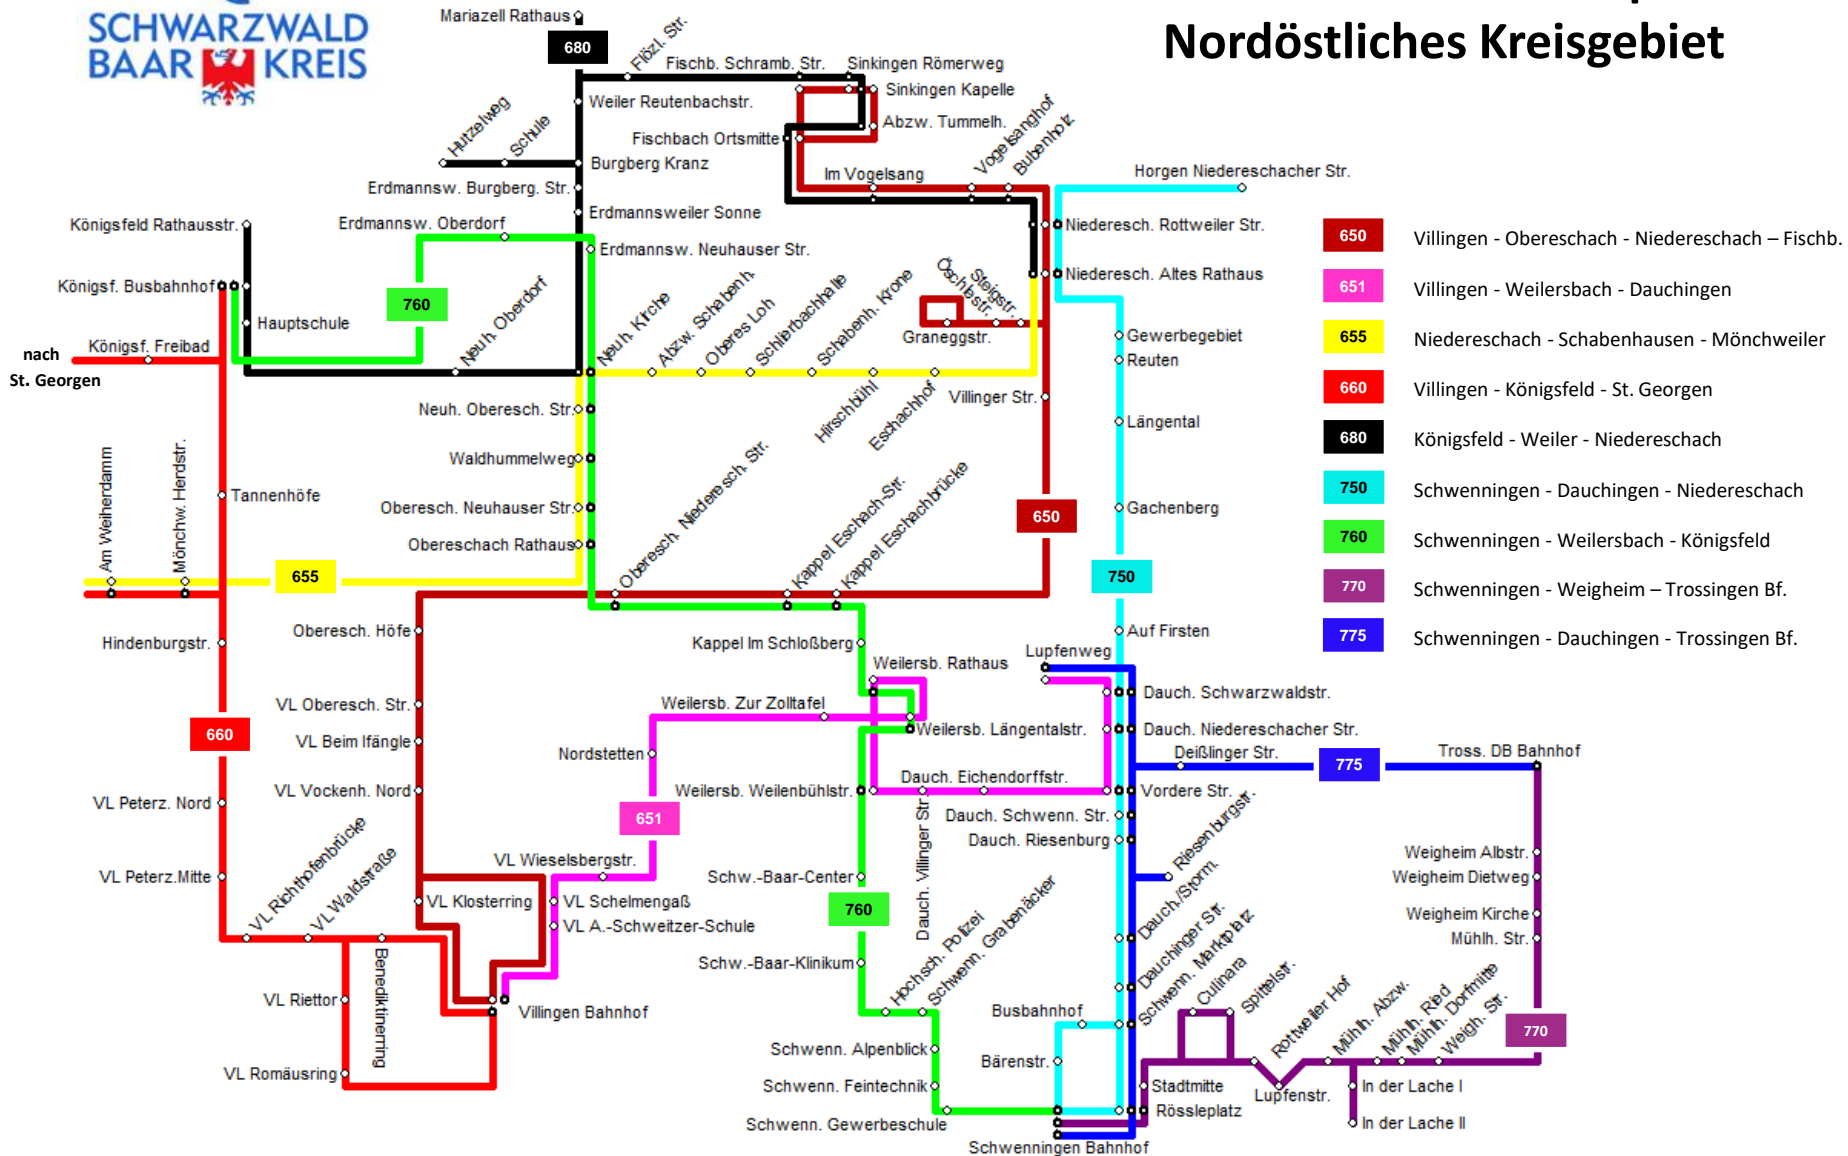 SCHWARZWALD
BAAR KREIS
Nordöstliches Kreisgebiet
Mariazell Rathaus
680
Flözl. Str.
Fischb. Schramb. Str.
Sinkingen Römerweg
Sinkingen Kapelle
Weiler Reutenbachstr.
Abzw. Tummelh.
Fischbach Ortsmitte
Vogelsanghof
Bubenholz
Hutzelweg
Schule
Burgberg Kranz
Im Vogelsang
Horgen Niedereschacher Str.
Erdmannsw. Burgberg. Str.
Erdmannsweiler Sonne
Königsfeld Rathausstr.
Erdmannsw. Oberdorf
Erdmannsw. Neuhauser Str.
Niederesch. Rottweiler Str.
Niederesch. Altes Rathaus
Königsf. Busbahnhof
760
Hauptschule
Neuh. Oberdorf
Neuh. Kirche
Abzw. Schabenh.
Oberes Loh
Schlierbachhalle
Schabenh. Krone
Öschlestr.
Steigstr.
Graneggstr.
Gewerbegebiet
Reuten
nach
St. Georgen
Königsf. Freibad
Hirschbühl
Eschachhof
Villinger Str.
Neuh. Oberesch. Str.
Längental
Waldhummelweg
Am Weiherdamm
Mönchw. Herdstr.
Tannenhöfe
Oberesch. Neuhauser Str.
Oberesch. Niederesch. Str.
Kappel Eschach-Str.
Kappel Eschachbrücke
650
Gachenberg
Obereschach Rathaus
655
750
Hindenburgstr.
Oberesch. Höfe
Kappel Im Schloßberg
Auf Firsten
Lupfenweg
Weilersb. Rathaus
Dauch. Schwarzwaldstr.
VL Oberesch. Str.
Weilersb. Zur Zolltafel
Weilersb. Längentalstr.
Dauch. Niedereschacher Str.
660
VL Beim Ifängle
Nordstetten
Deißlinger Str.
775
Tross. DB Bahnhof
VL Peterz. Nord
VL Vockenh. Nord
Weilersb. Weilenbühlstr.
Dauch. Eichendorffstr.
Vordere Str.
651
Dauch. Villinger Str.
Dauch. Schwenn. Str.
Dauch. Riesenburg
Riesenburgstr.
VL Peterz.Mitte
VL Richthofenbrücke
VL Waldstraße
VL Wieselsbergstr.
Schw.-Baar-Center
Weigheim Albstr.
Weigheim Dietweg
VL Klosterring
VL Schelmengaß
760
Weigheim Kirche
VL A.-Schweitzer-Schule
Mühlh. Str.
Benediktinerring
Schw.-Baar-Klinikum
Hochsch. Polizei
Schwenn. Grabenäcker
Dauch./Storm.
Dauchinger Str.
Schwenn. Marktplatz
VL Riettor
Villingen Bahnhof
Busbahnhof
Cullinara
Spittelstr.
Rottweiler Hof
Mühlh. Abzw.
Mühlh. Ried
Mühlh. Dorfmitte
Weigh. Str.
770
Schwenn. Alpenblick
Bärenstr.
VL Romäusring
Schwenn. Feintechnik
Stadtmitte
Lupfenstr.
In der Lache I
Schwenn. Gewerbeschule
Rössleplatz
In der Lache II
Schwenningen Bahnhof
650 Villingen - Obereschach - Niedereschach – Fischb.
651 Villingen - Weilersbach - Dauchingen
655 Niedereschach - Schabenhausen - Mönchweiler
660 Villingen - Königsfeld - St. Georgen
680 Königsfeld - Weiler - Niedereschach
750 Schwenningen - Dauchingen - Niedereschach
760 Schwenningen - Weilersbach - Königsfeld
770 Schwenningen - Weigheim – Trossingen Bf.
775 Schwenningen - Dauchingen - Trossingen Bf.